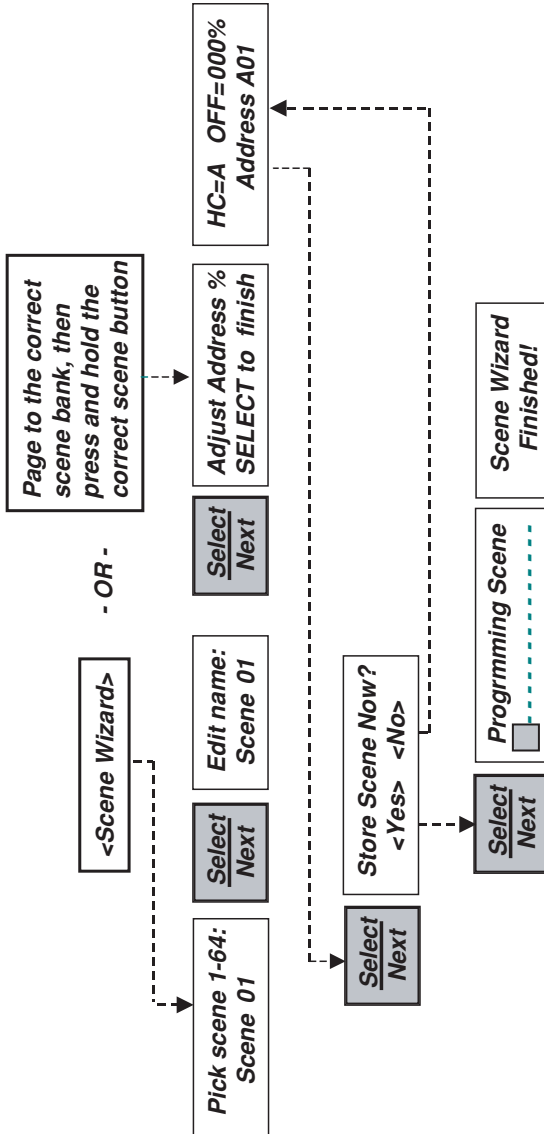 <Scene Wizard>
- OR -
Page to the correct
scene bank, then
press and hold the
correct scene button
Pick scene 1-64:
Scene 01
Select
Next
Edit name:
Scene 01
Select
Next
Adjust Address %
SELECT to finish
HC=A OFF=000%
Address A01
Select
Next
Store Scene Now?
<Yes> <No>
Select
Next
Progrmming Scene
Scene Wizard
Finished!